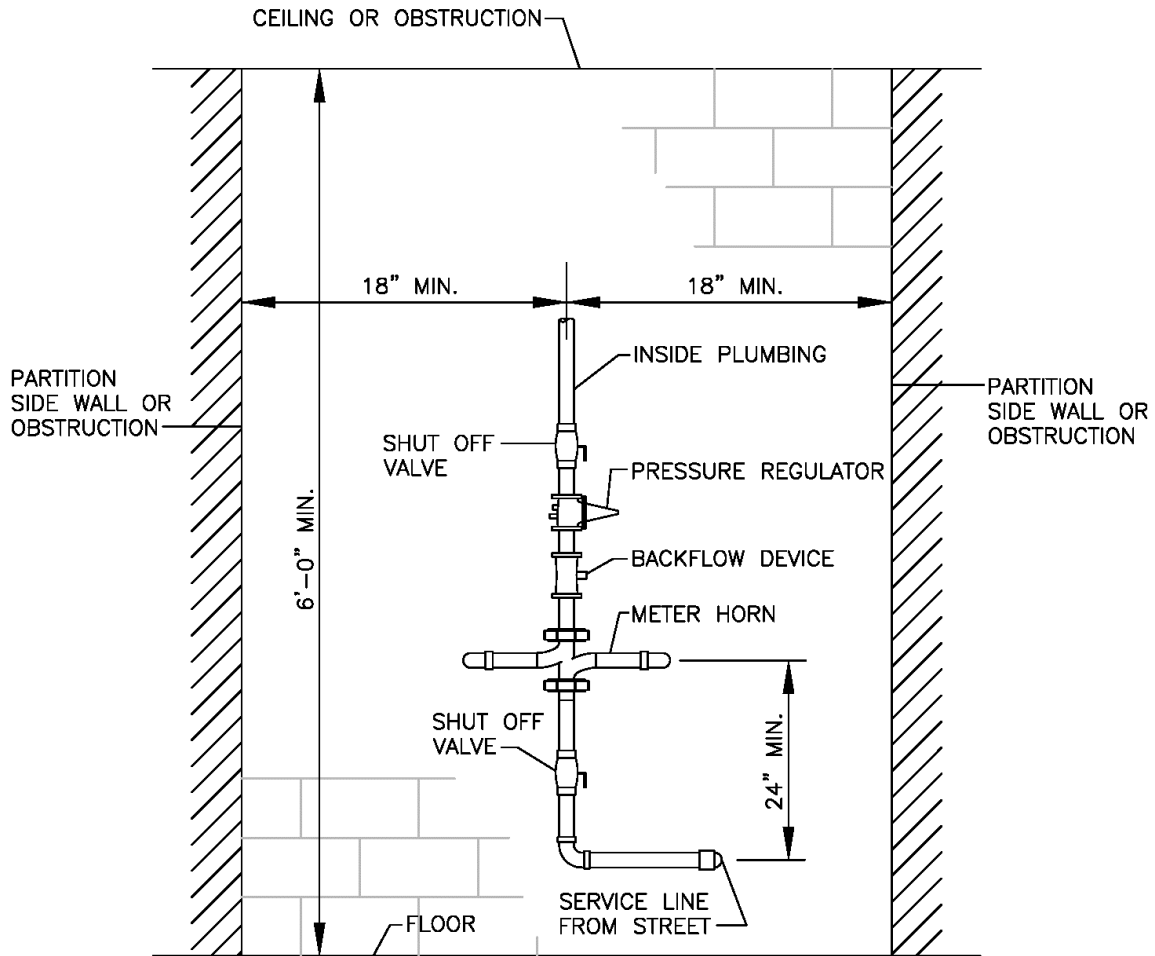 CEILING OR OBSTRUCTION
18” MIN.
18” MIN.
INSIDE PLUMBING
PARTITION
SIDE WALL OR
OBSTRUCTION
PARTITION
SIDE WALL OR
OBSTRUCTION
SHUT OFF
VALVE
PRESSURE REGULATOR
6’-0” MIN.
BACKFLOW DEVICE
METER HORN
SHUT OFF
VALVE
24” MIN.
SERVICE LINE
FROM STREET
FLOOR